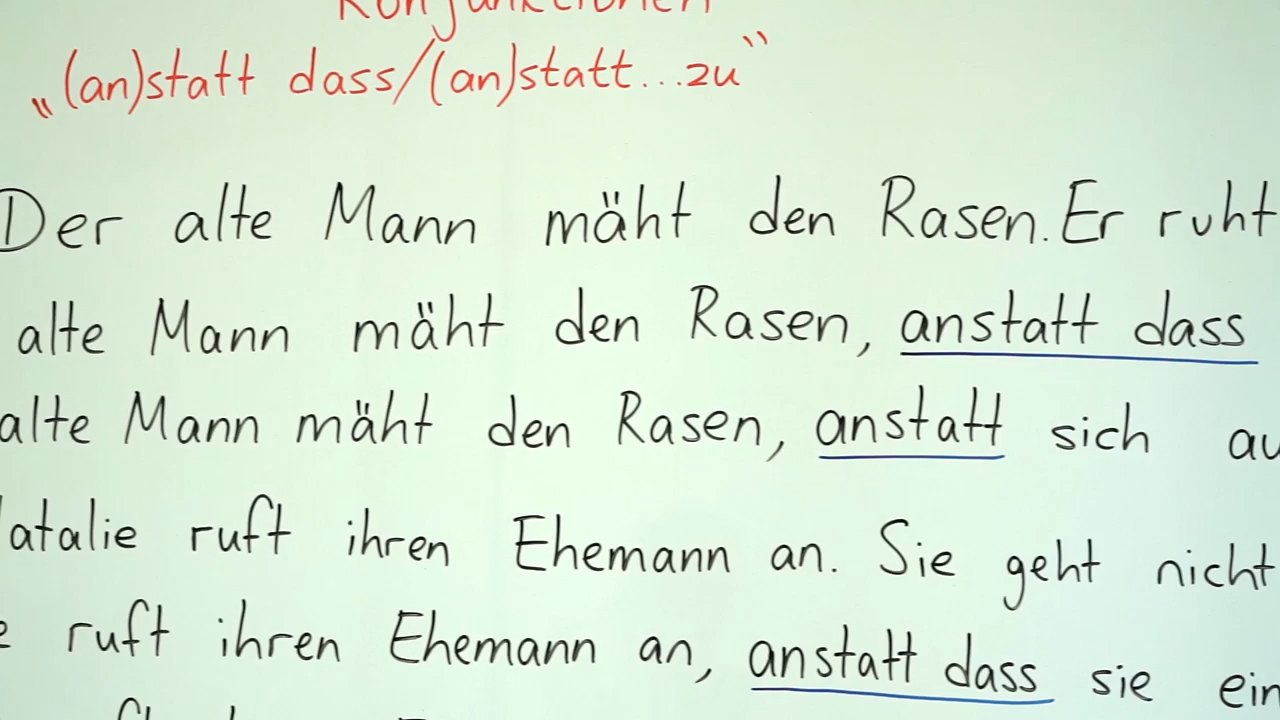 Konjunktionen
„(an)statt dass/(an)statt...zu“
Der alte Mann mäht den Rasen. Er ruht
alte Mann mäht den Rasen, anstatt dass
alte Mann mäht den Rasen, anstatt sich au
atalie ruft ihren Ehemann an. Sie geht nicht
e ruft ihren Ehemann an, anstatt dass sie ein